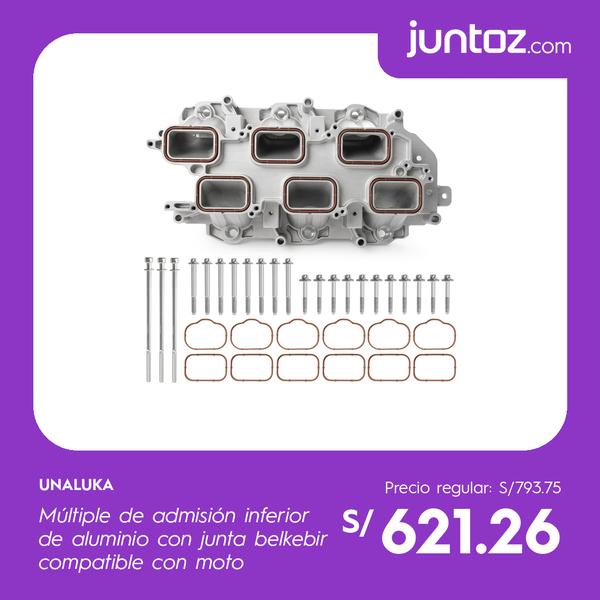 juntoz.com
UNALUKA
Múltiple de admisión inferior
de aluminio con junta belkebir
compatible con moto
Precio regular: S/793.75
S/621.26